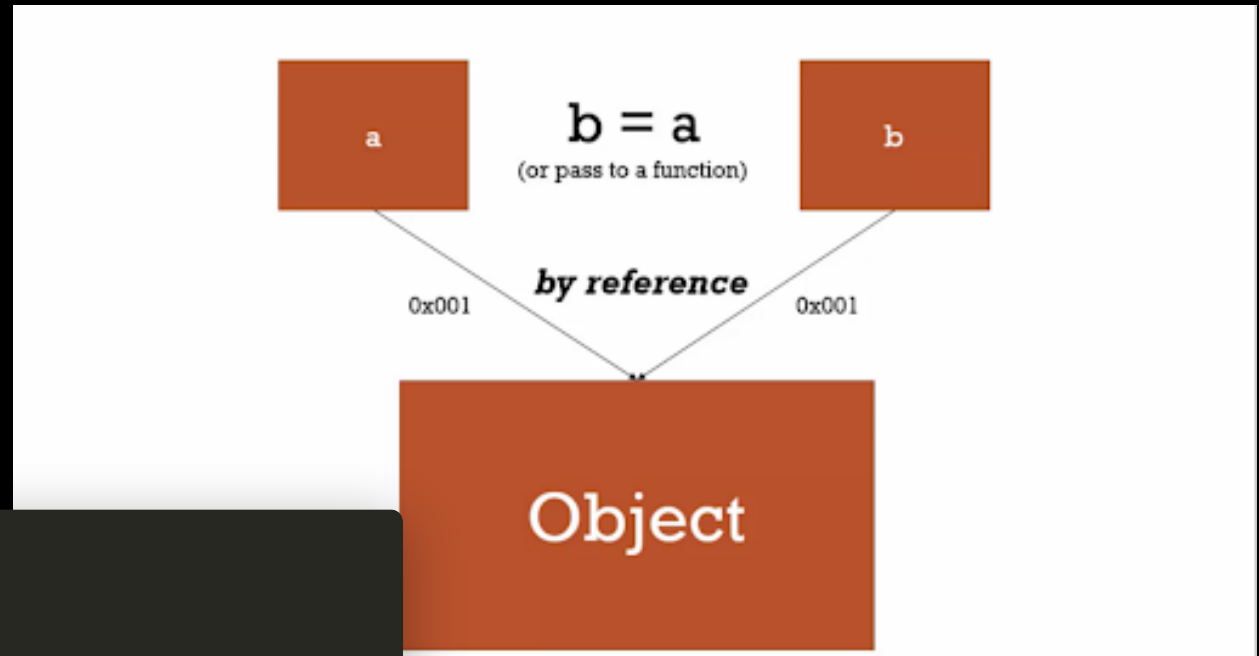 a
b = a
b
(or pass to a function)
by reference
0x001
0x001
Object